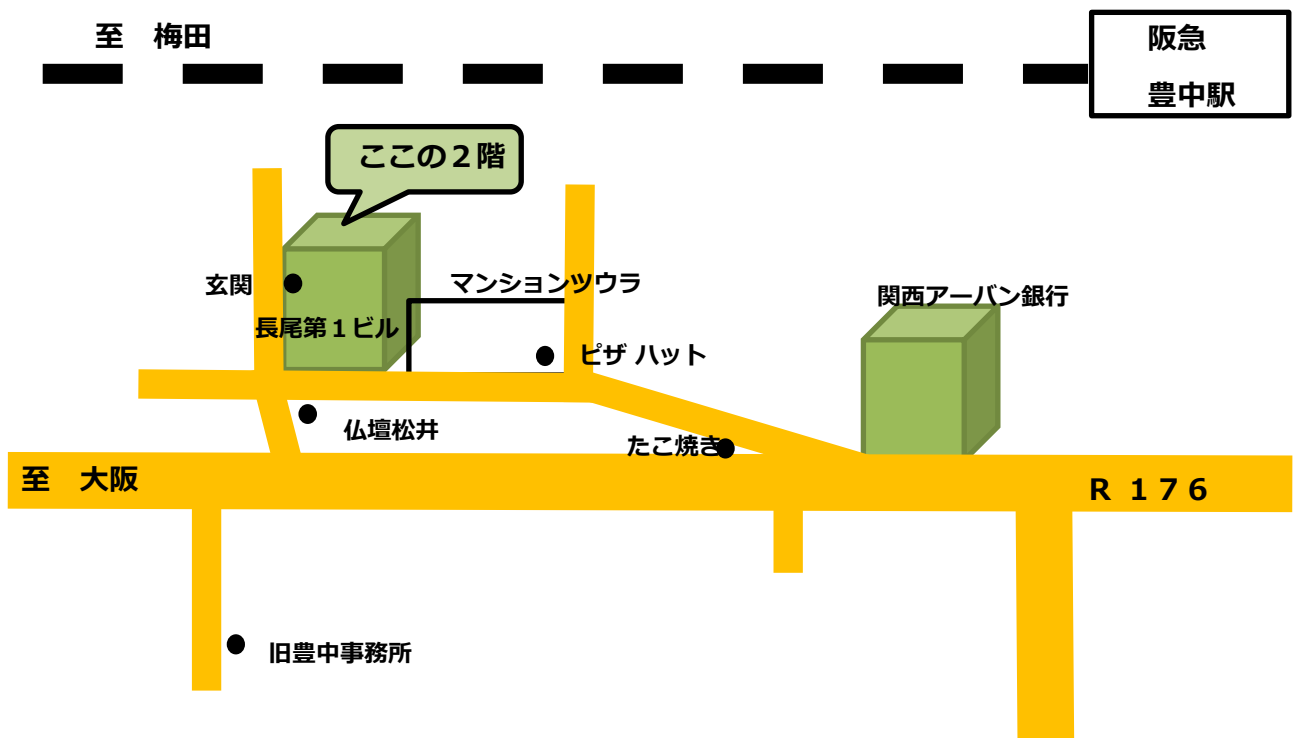 至　梅田
阪急
豊中駅
ここの２階
玄関
マンションツウラ
関西アーバン銀行
長尾第１ビル
ピザ ハット
仏壇松井
たこ焼き
至　大阪
R １７６
旧豊中事務所